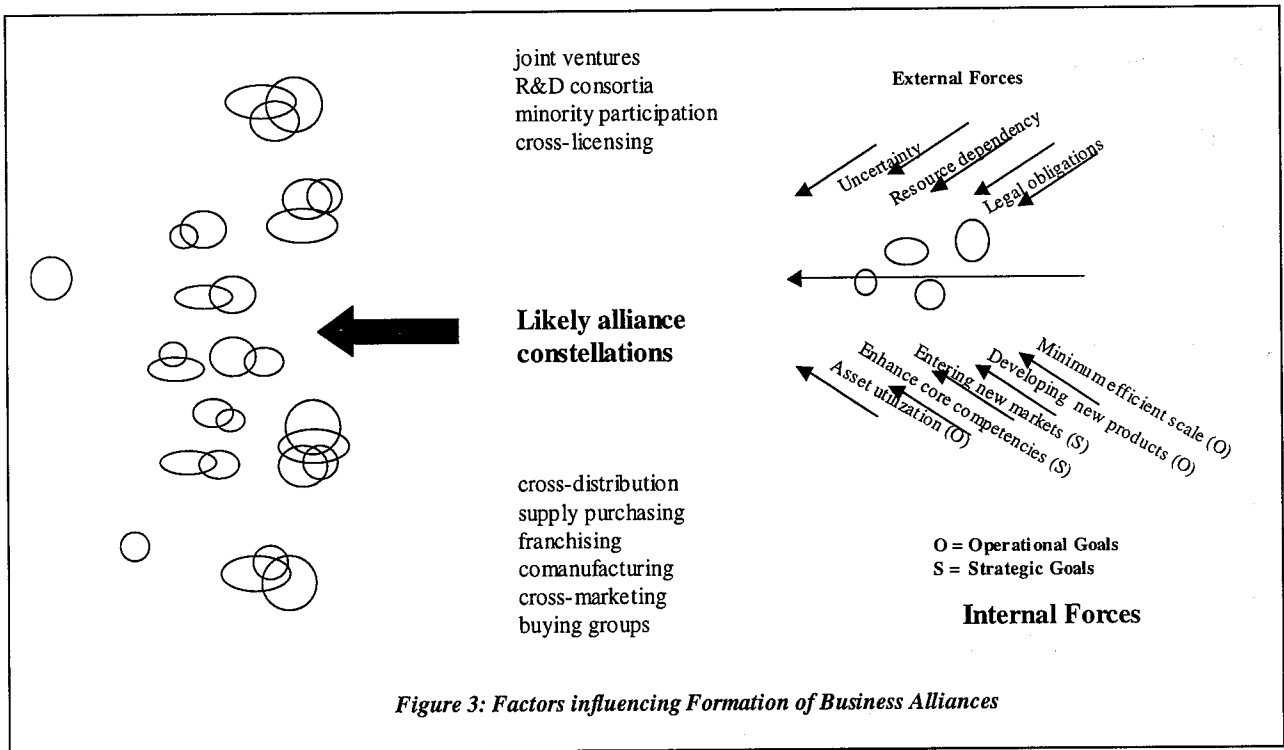 joint ventures
R&D consortia
minority participation
cross-licensing
External Forces
Uncertainty
Resource dependency
Legal obligations
Likely alliance
constellations
Minimum efficient scale (O)
Developing new products (O)
Entering new markets (S)
Enhance core competencies (S)
Asset utilization (O)
cross-distribution
supply purchasing
franchising
comanufacturing
cross-marketing
buying groups
O = Operational Goals
S = Strategic Goals
Internal Forces
Figure 3: Factors influencing Formation of Business Alliances